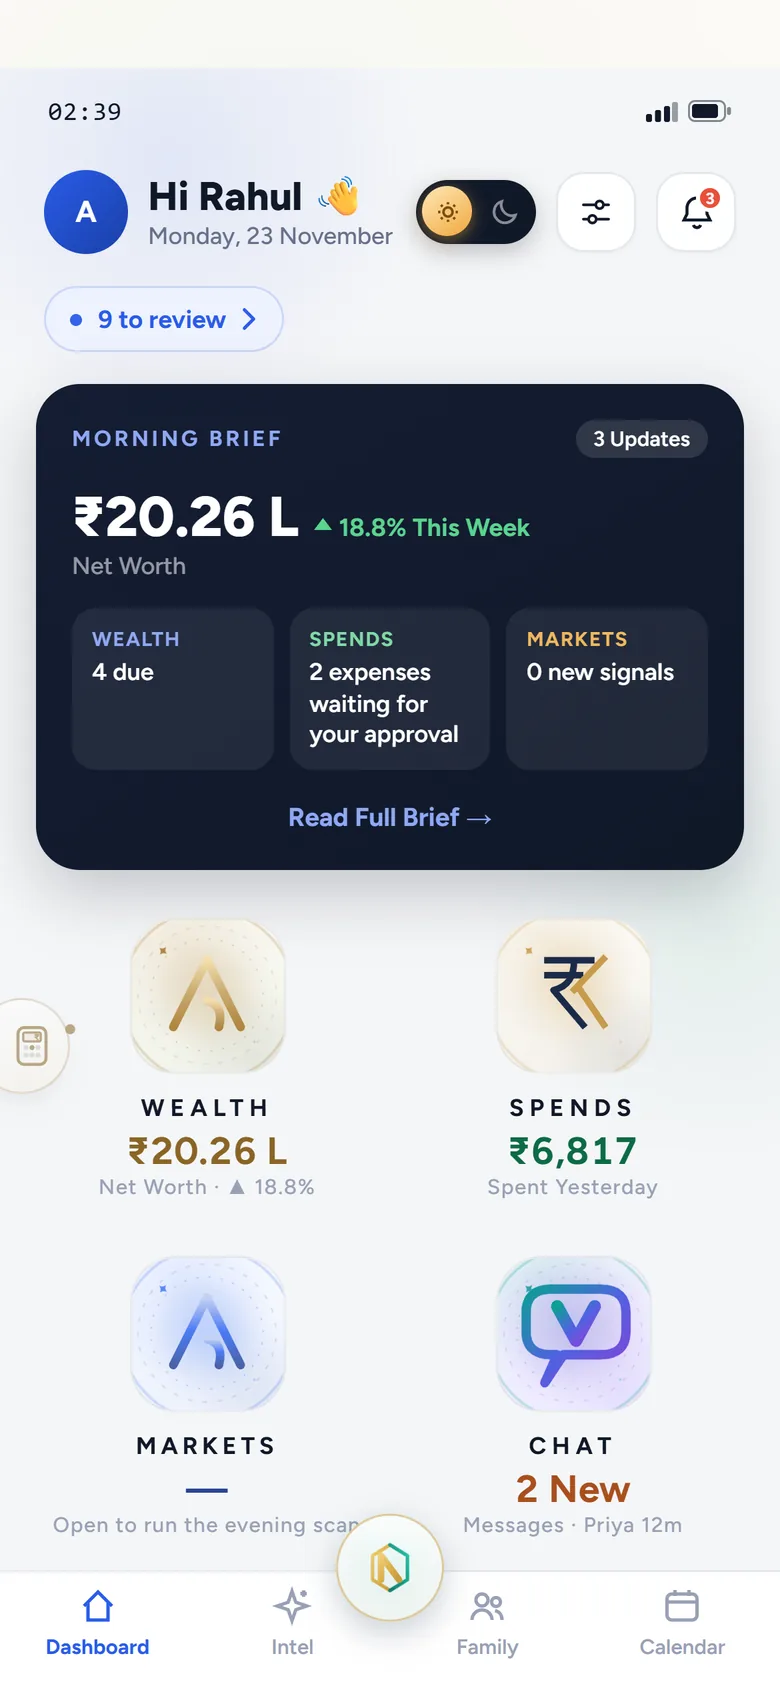 02:39
A
Hi Rahul 👋
Monday, 23 November
3
9 to review
MORNING BRIEF
3 Updates
₹20.26 L ▲ 18.8% This Week
Net Worth
WEALTH
4 due
SPENDS
2 expenses
waiting for
your approval
MARKETS
0 new signals
Read Full Brief →
WEALTH
₹20.26 L
Net Worth · ▲ 18.8%
SPENDS
₹6,817
Spent Yesterday
MARKETS
—
Open to run the evening scan
CHAT
2 New
Messages · Priya 12m
Dashboard
Intel
Family
Calendar